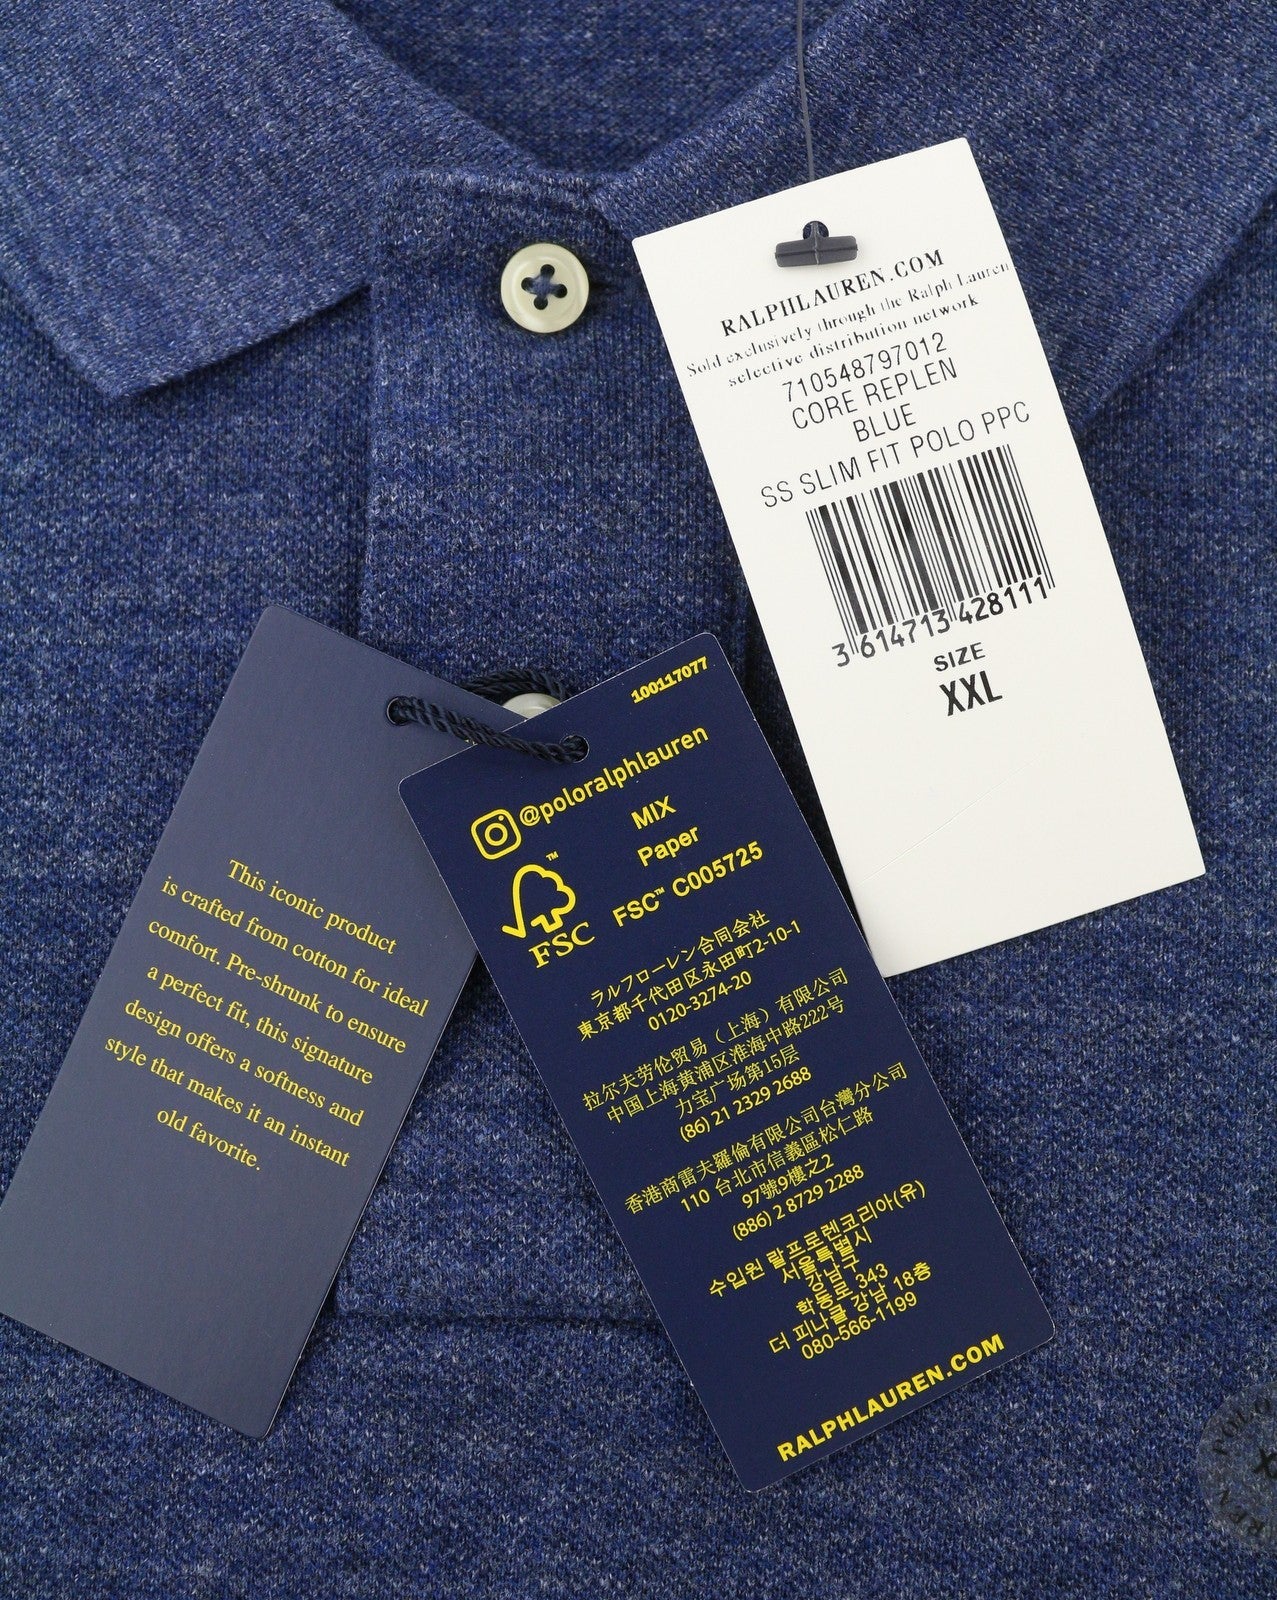 RALPHLAUREN.COM
Sold exclusively through the Ralph Lauren
selective distribution network
710548797012
CORE REPLEN
BLUE
SS SLIM FIT POLO PPC
3 614713 428111
SIZE
XXL
This iconic product
is crafted from cotton for ideal
comfort. Pre-shrunk to ensure
a perfect fit, this signature
design offers a softness and
style that makes it an instant
old favorite.
100117077
@poloralphlauren
MIX
Paper
FSC™ C005725
™
FSC
ラルフローレン合同会社
東京都千代田区永田町2-10-1
0120-3274-20
拉尔夫劳伦贸易（上海）有限公司
中国上海黄浦区淮海中路222号
力宝广场第15层
(86) 21 2329 2688
香港商雷夫羅倫有限公司台灣分公司
110 台北市信義區松仁路
97號9樓之2
(886) 2 8729 2288
수입원 랄프로렌코리아(유)
서울특별시
강남구
학동로 343
더 피나클 강남 18층
080-566-1199
RALPHLAUREN.COM
POLO
X